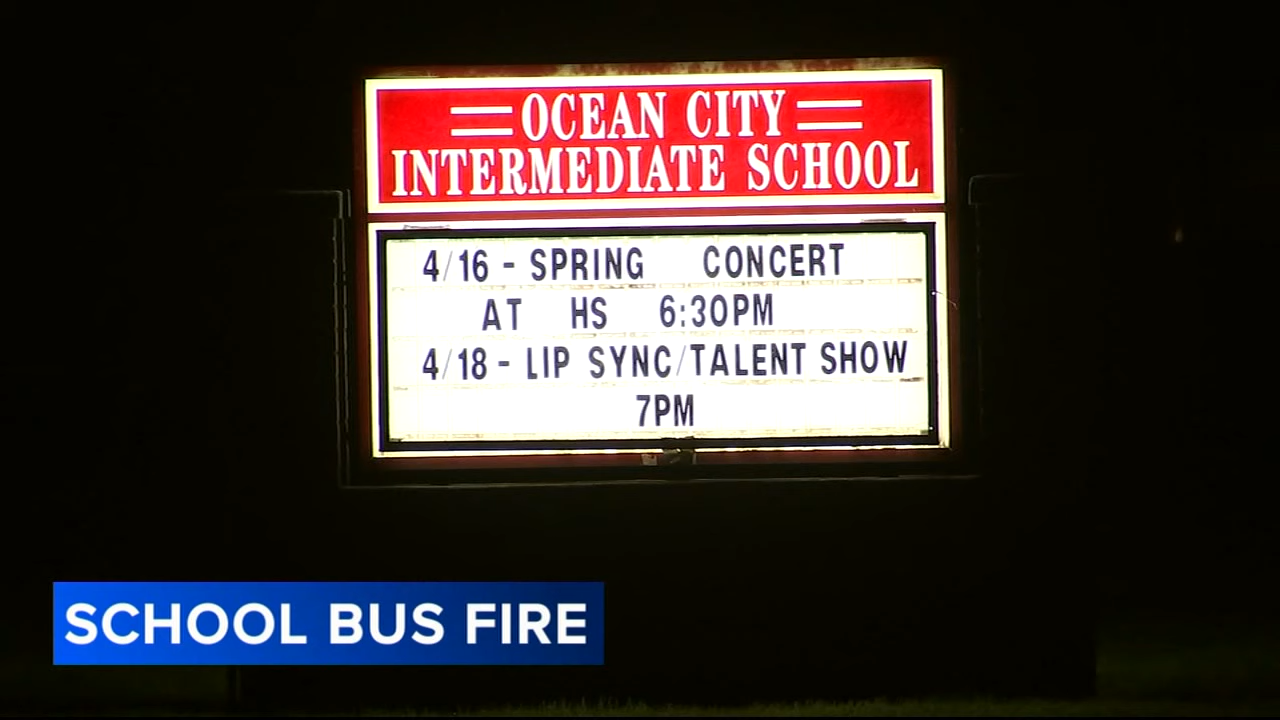 OCEAN CITY
INTERMEDIATE SCHOOL
4/16 - SPRING CONCERT
AT HS 6:30PM
4/18 - LIP SYNC/TALENT SHOW
7PM
SCHOOL BUS FIRE